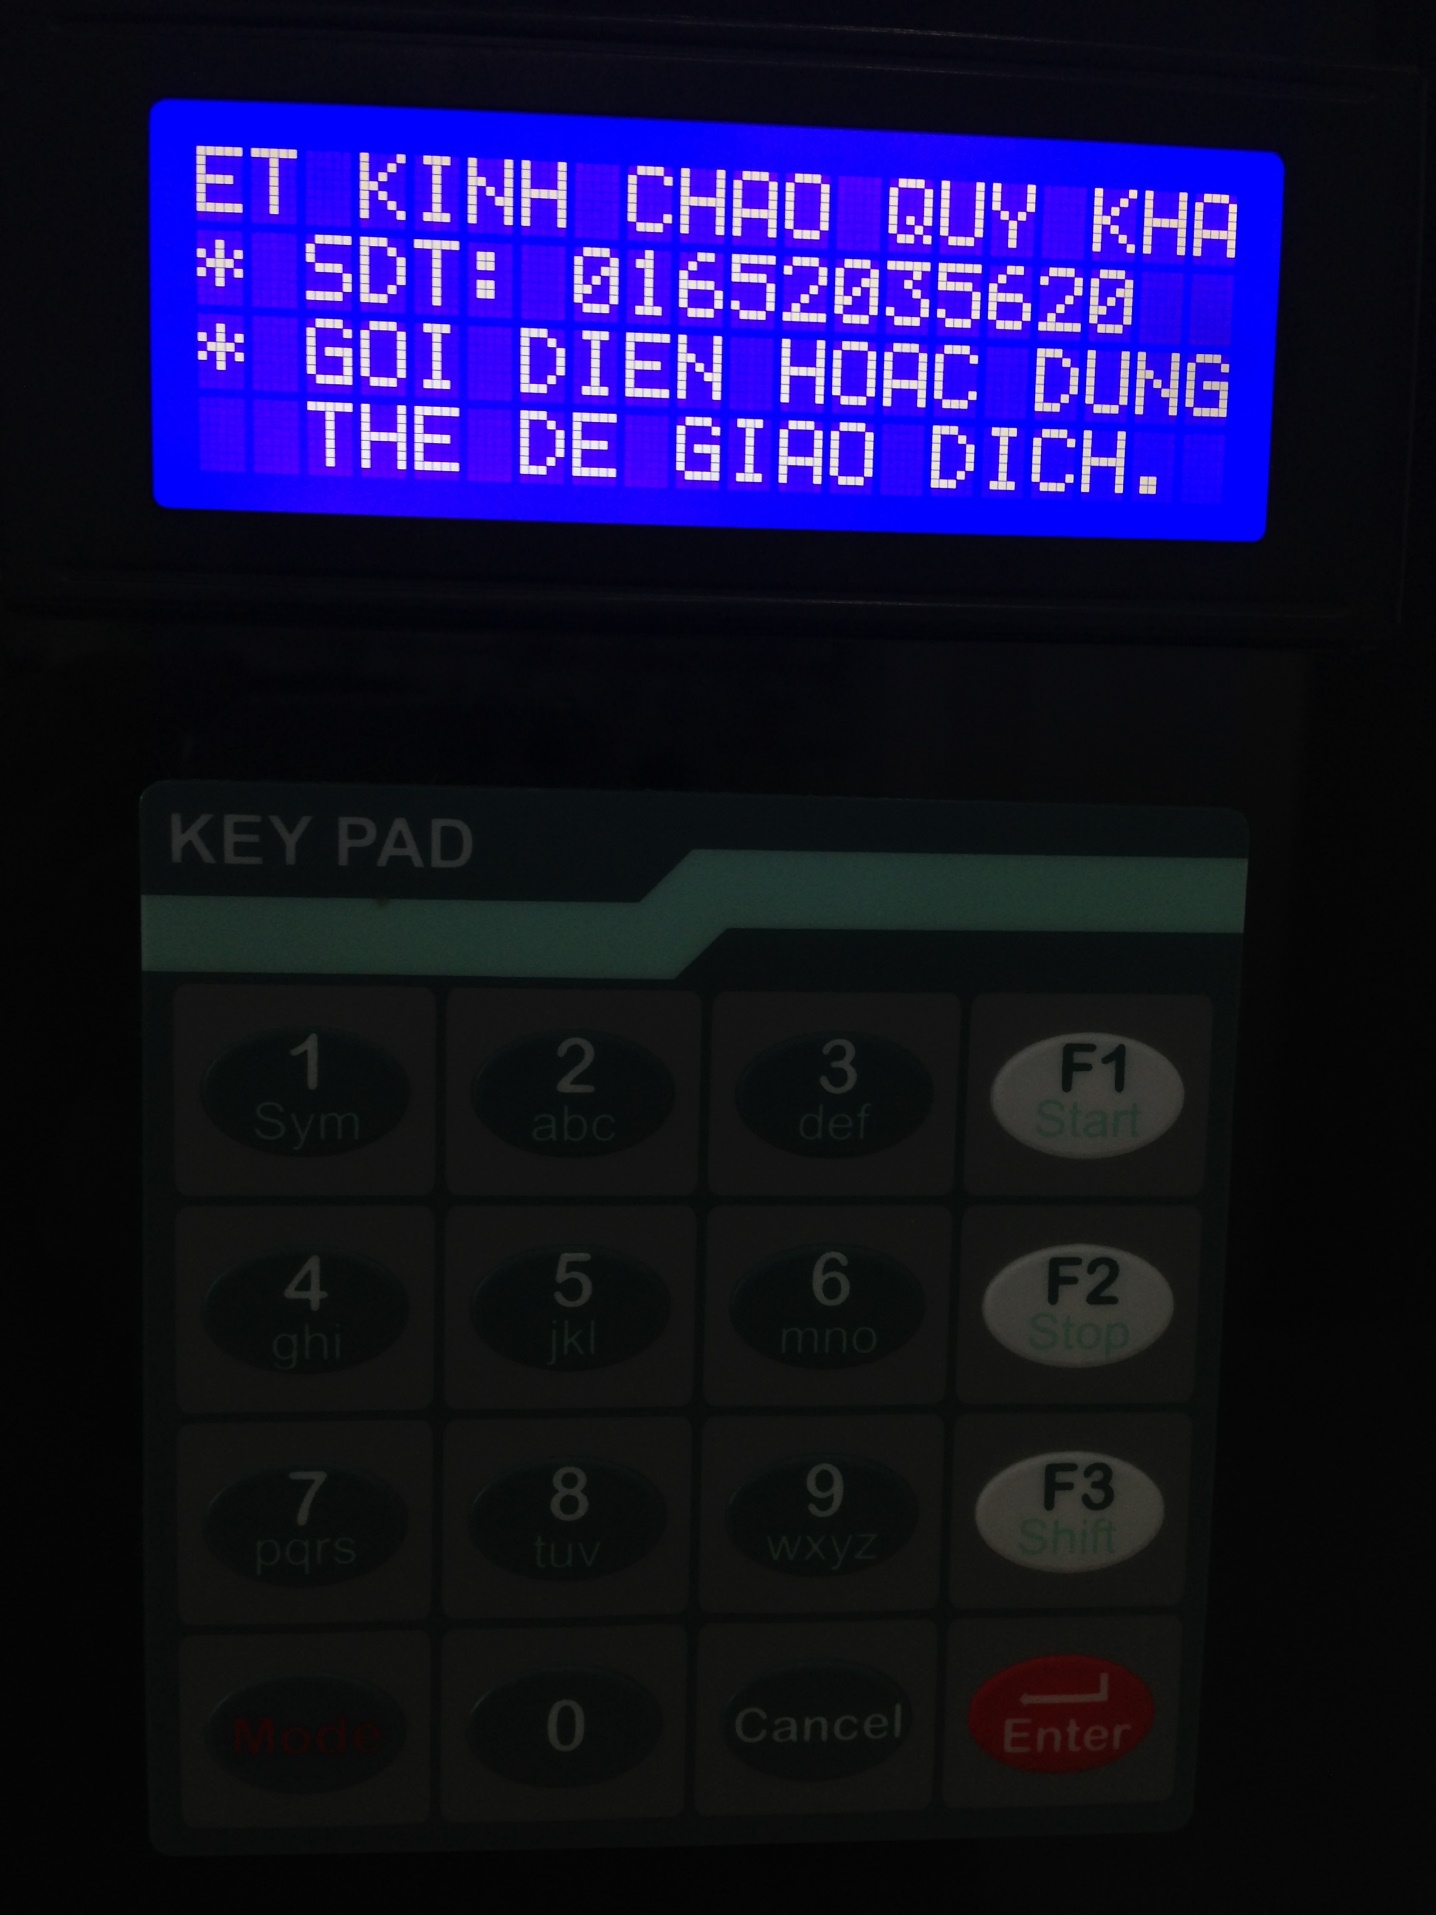 ET KINH CHAO QUY KHA
* SDT: 01652035620
* GOI DIEN HOAC DUNG
THE DE GIAO DICH.
KEY PAD
1 2 3 F1
Sym abc def Start
4 5 6 F2
ghi jkl mno Stop
7 8 9 F3
pqrs tuv wxyz Shift
Mode 0 Cancel Enter